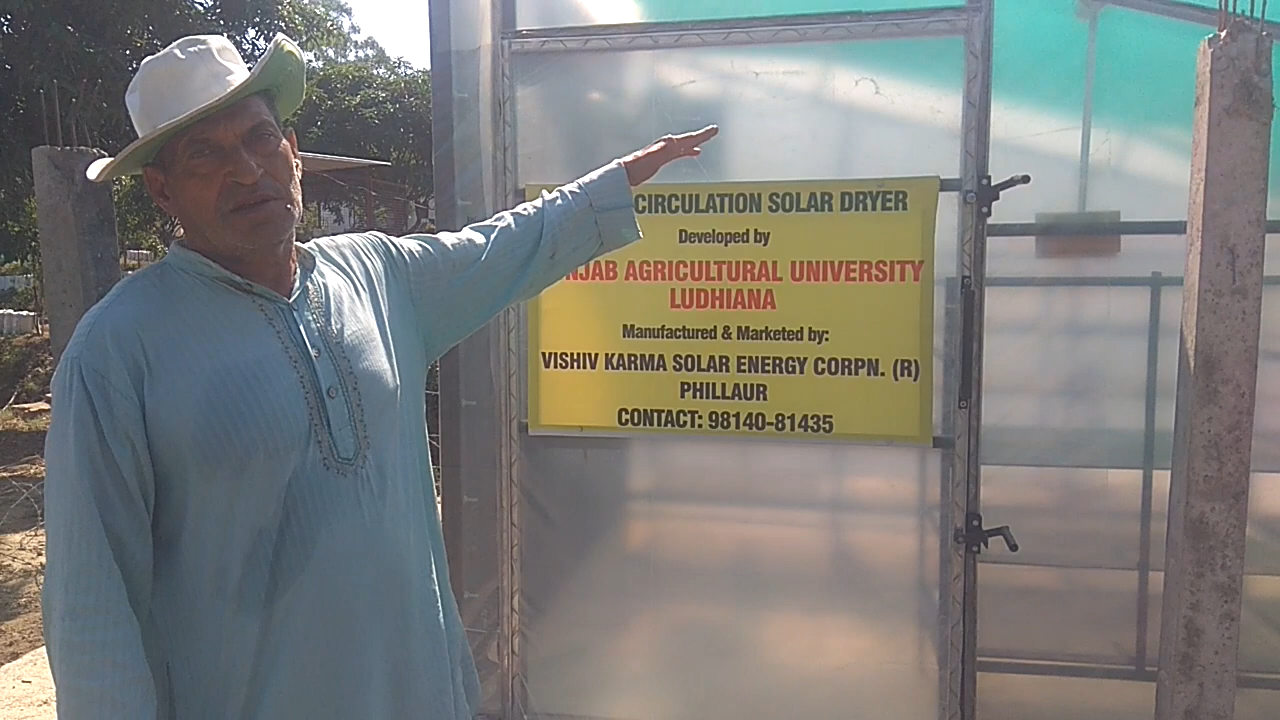 CIRCULATION SOLAR DRYER
Developed by
NJAB AGRICULTURAL UNIVERSITY
LUDHIANA
Manufactured & Marketed by:
VISHIV KARMA SOLAR ENERGY CORPN. (R)
PHILLAUR
CONTACT: 98140-81435